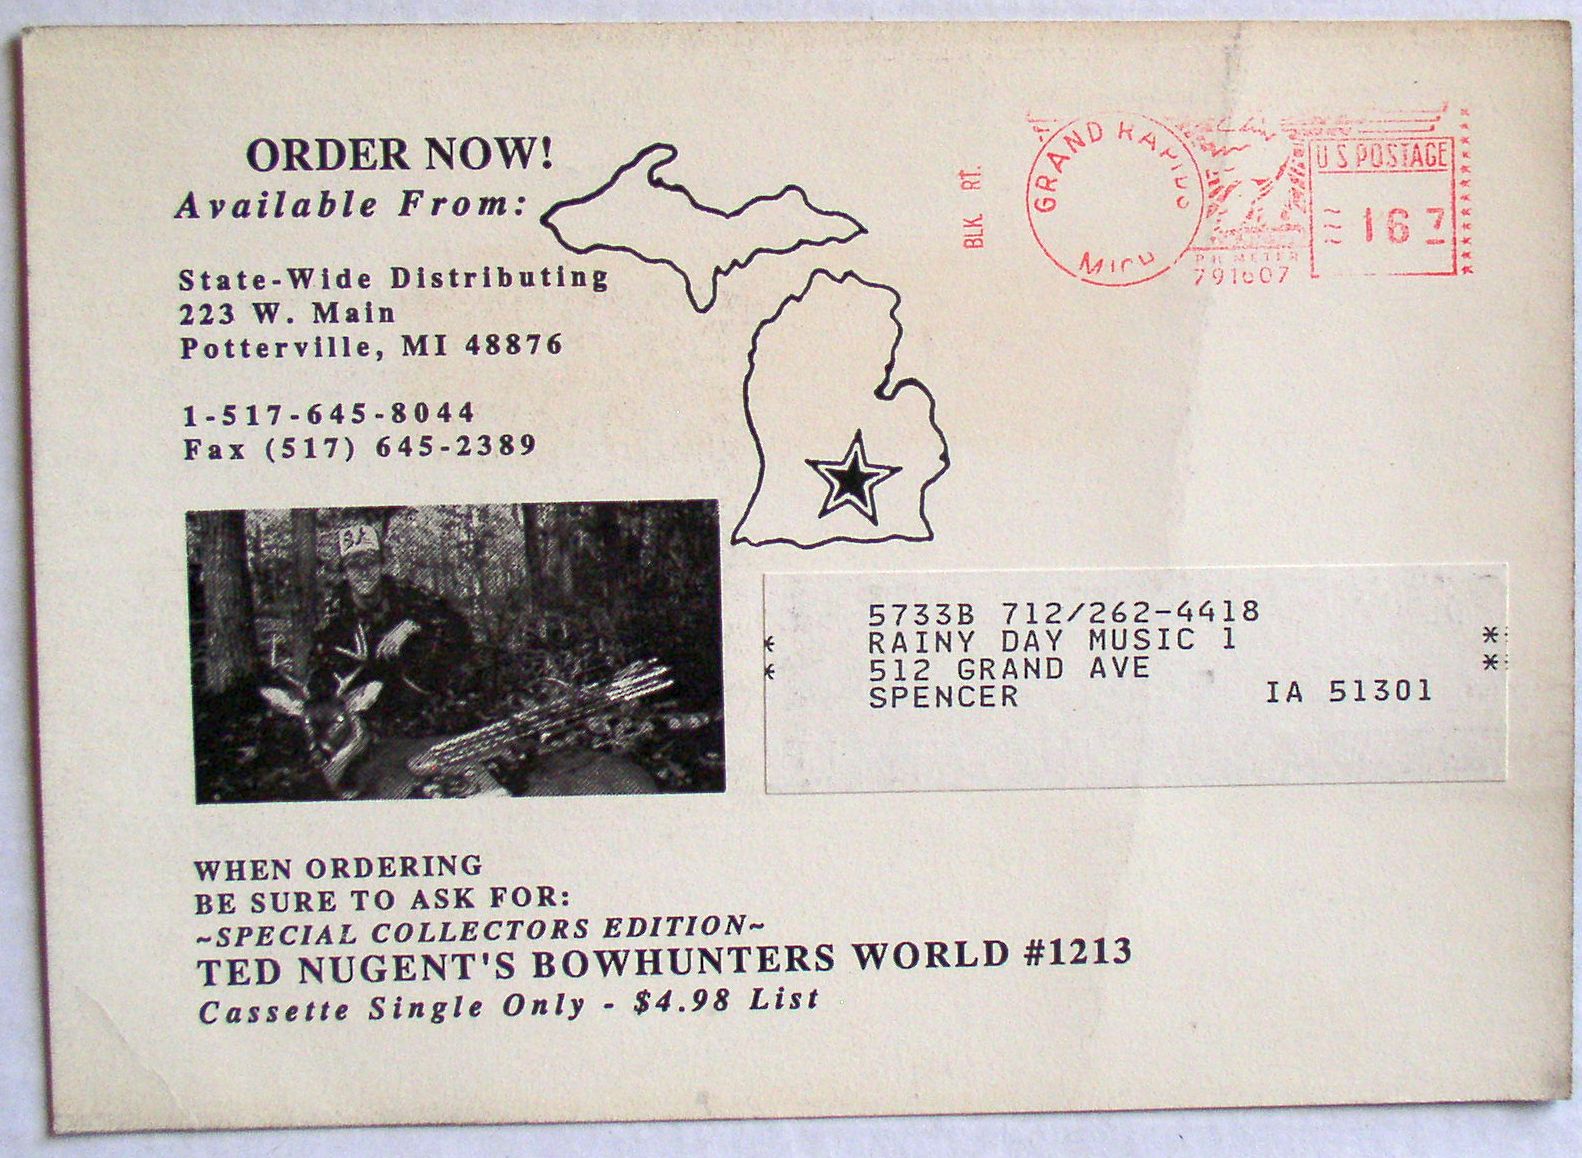 ORDER NOW!
Available From:
State-Wide Distributing
223 W. Main
Potterville, MI 48876
1-517-645-8044
Fax (517) 645-2389
BLK RT.
GRAND RAPIDS
MICH
U S POSTAGE
167
P B METER
791607
5733B 712/262-4418
RAINY DAY MUSIC 1
512 GRAND AVE
SPENCER IA 51301
WHEN ORDERING
BE SURE TO ASK FOR:
~SPECIAL COLLECTORS EDITION~
TED NUGENT'S BOWHUNTERS WORLD #1213
Cassette Single Only - $4.98 List